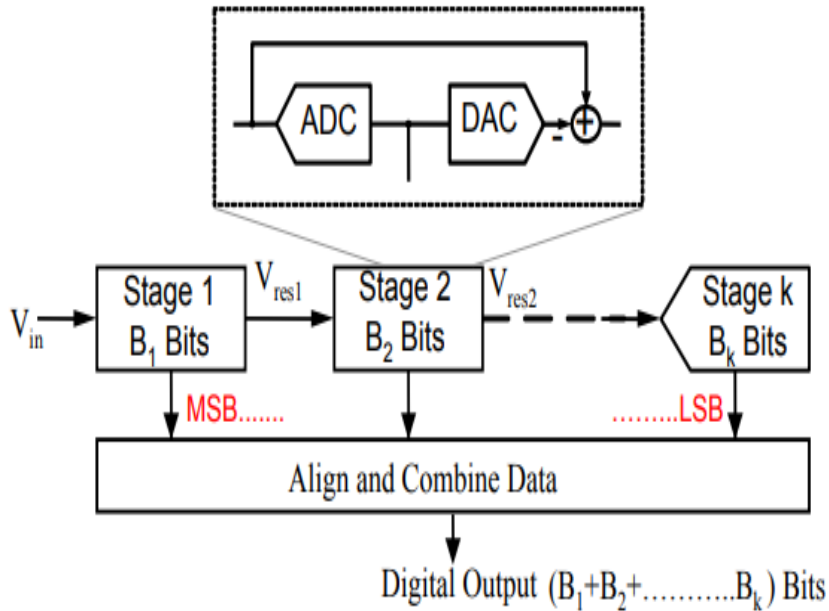 ADC
DAC
-
+
Stage 1
B1 Bits
Vres1
Stage 2
B2 Bits
Vres2
Stage k
Bk Bits
Vin
MSB.......
.........LSB
Align and Combine Data
Digital Output (B1+B2+...........Bk) Bits